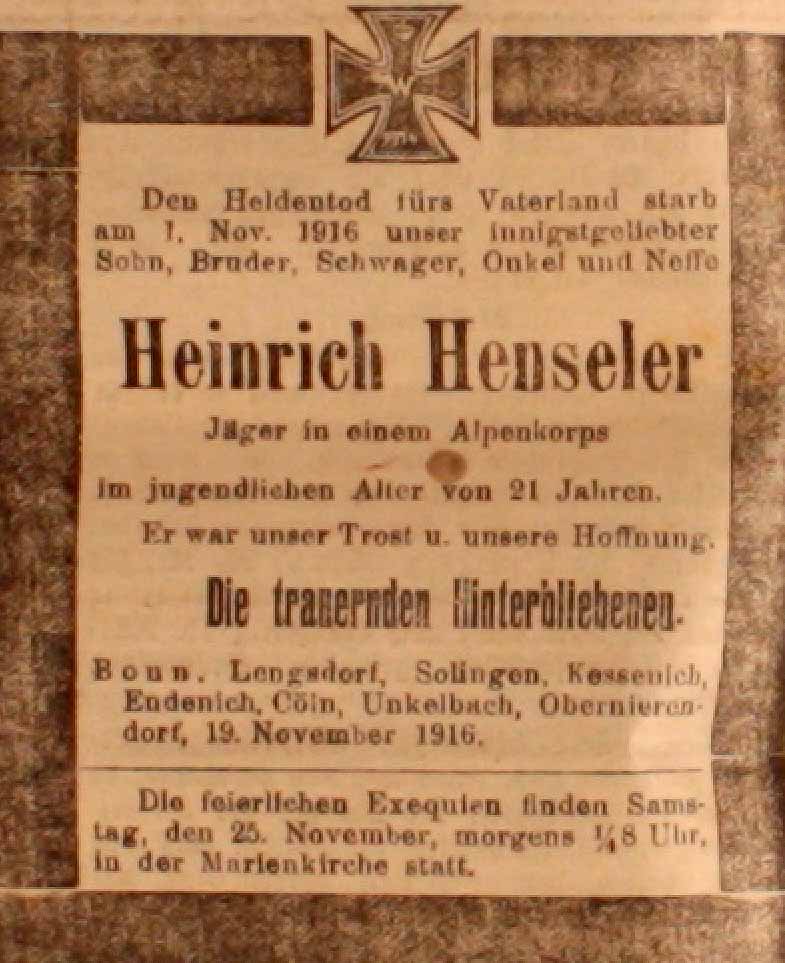 W
1914
Den Heldentod fürs Vaterland starb
am 1. Nov. 1916 unser innigstgeliebter
Sohn, Bruder, Schwager, Onkel und Neffe
Heinrich Henseler
Jäger in einem Alpenkorps
im jugendlichen Alter von 21 Jahren.
Er war unser Trost u. unsere Hoffnung.
Die trauernden Hinterbliebenen.
Bonn, Lengsdorf, Solingen, Kessenich,
Endenich, Cöln, Unkelbach, Obernieren-
dorf, 19. November 1916.
Die feierlichen Exequien finden Sams-
tag, den 25. November, morgens ¼8 Uhr,
in der Marienkirche statt.